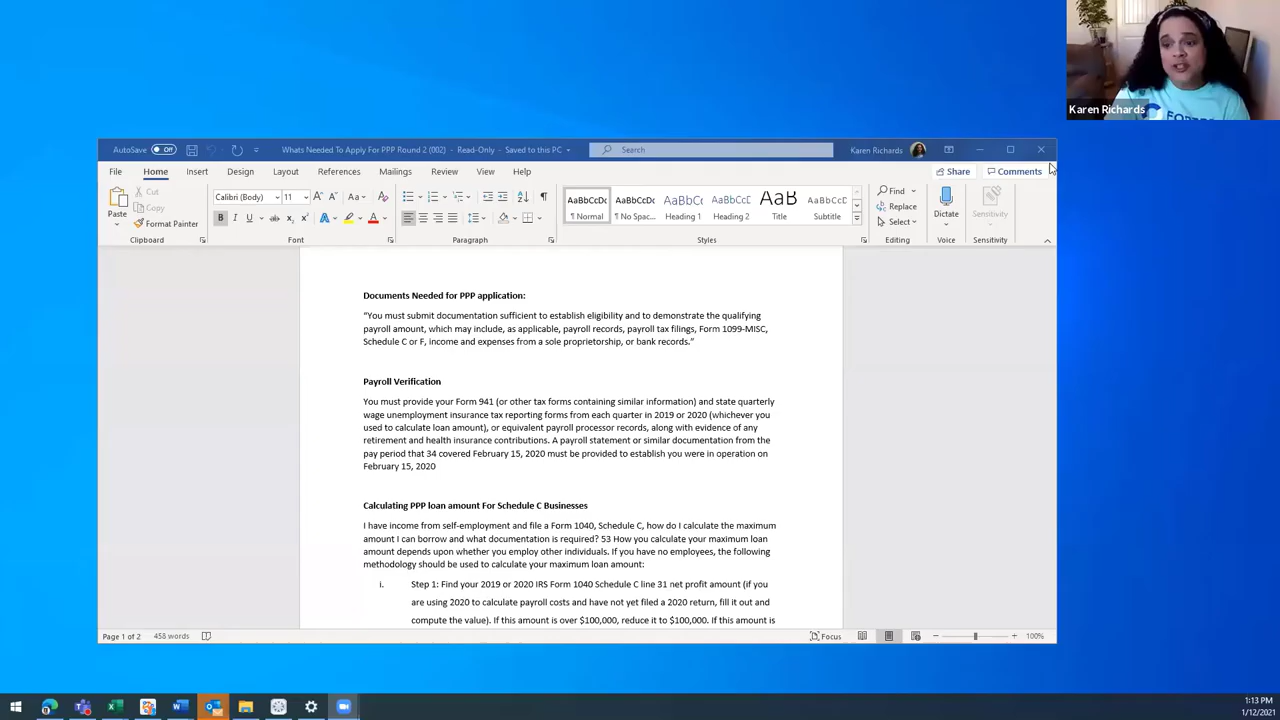 Karen Richards
AutoSave Off Whats Needed To Apply For PPP Round 2 (002) - Read-Only - Saved to this PC Search Karen Richards
File Home Insert Draw Layout References Mailings Review View Help Share Comments
Paste Cut Copy Format Painter
Calibri (Body) 11
AaBbCcDc AaBbCcDc AaBbCc AaBbCcD AaB AaBbCcD
Normal No Spac... Heading 1 Heading 2 Title Subtitle
Find Replace Select
Dictate Sensitivity
Clipboard Font Paragraph Styles Editing Voice Sensitivity
Documents Needed for PPP application:
“You must submit documentation sufficient to establish eligibility and to demonstrate the qualifying
payroll amount, which may include, as applicable, payroll records, payroll tax filings, Form 1099-MISC,
Schedule C or F, income and expenses from a sole proprietorship, or bank records.”
Payroll Verification
You must provide your Form 941 (or other tax forms containing similar information) and state quarterly
wage unemployment insurance tax reporting forms from each quarter in 2019 or 2020 (whichever you
used to calculate loan amount), or equivalent payroll processor records, along with evidence of any
retirement and health insurance contributions. A payroll statement or similar documentation from the
pay period that 34 covered February 15, 2020 must be provided to establish you were in operation on
February 15, 2020
Calculating PPP loan amount For Schedule C Businesses
I have income from self-employment and file a Form 1040, Schedule C, how do I calculate the maximum
amount I can borrow and what documentation is required? 53 How you calculate your maximum loan
amount depends upon whether you employ other individuals. If you have no employees, the following
methodology should be used to calculate your maximum loan amount:
i. Step 1: Find your 2019 or 2020 IRS Form 1040 Schedule C line 31 net profit amount (if you
are using 2020 to calculate payroll costs and have not yet filed a 2020 return, fill it out and
compute the value). If this amount is over $100,000, reduce it to $100,000. If this amount is
Page 1 of 2 458 words Focus 100%
1:13 PM
1/12/2021